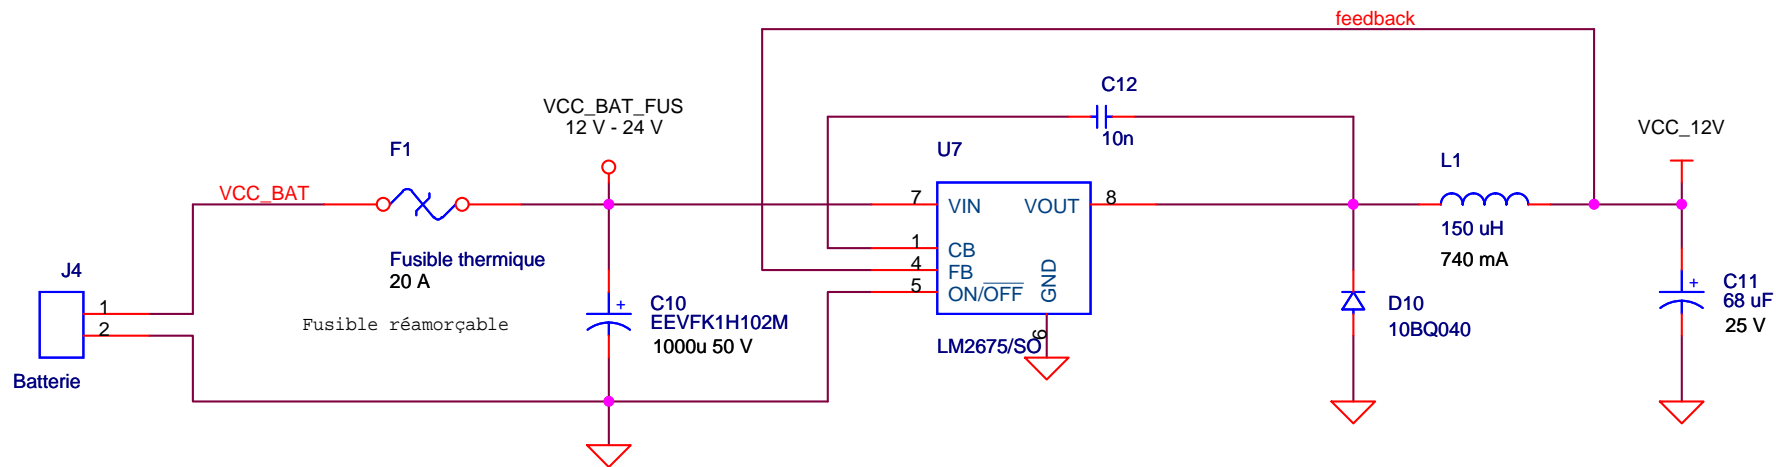 feedback
C12
10n
VCC_BAT_FUS
12 V - 24 V
VCC_12V
F1
U7
L1
VCC_BAT
7
VIN
VOUT
8
1
CB
4
FB
5
ON/OFF
GND
6
LM2675/SO
150 uH
740 mA
Fusible thermique
20 A
Fusible réamorçable
J4
1
2
Batterie
C10
EEVFK1H102M
1000u 50 V
+
D10
10BQ040
+
C11
68 uF
25 V